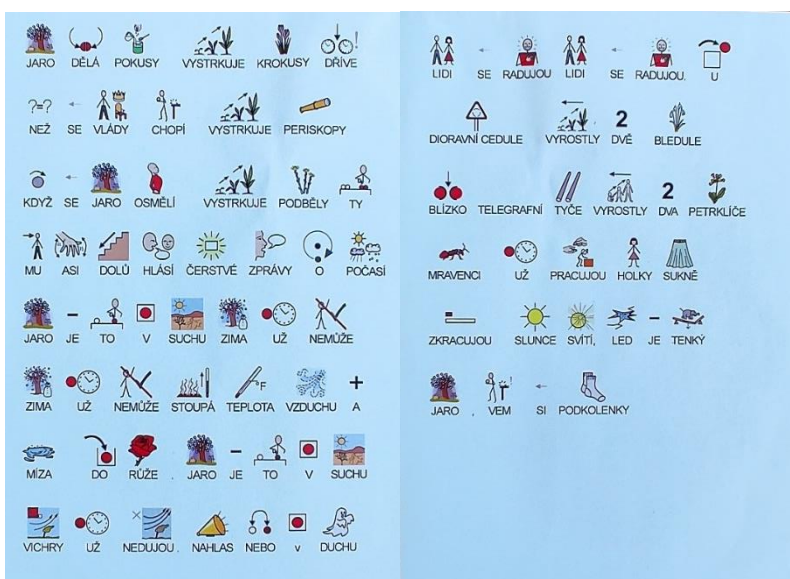 JARO DĚLÁ POKUSY VYSTRKUJE KROKUSY DŘÍVE
?=? !
NEŽ SE VLÁDY CHOPÍ VYSTRKUJE PERISKOPY
KDYŽ SE JARO OSMĚLÍ VYSTRKUJE PODBĚLY TY
MU ASI DOLŮ HLÁSÍ ČERSTVÉ ZPRÁVY O POČASÍ
JARO JE TO V SUCHU ZIMA UŽ NEMŮŽE
°F
ZIMA UŽ NEMŮŽE STOUPÁ TEPLOTA VZDUCHU A
MÍZA DO RŮŽE . JARO JE TO V SUCHU
VICHRY UŽ NEDUJOU . NAHLAS NEBO v DUCHU
LIDI SE RADUJOU LIDI SE RADUJOU. U
2
DIORAVNÍ CEDULE VYROSTLY DVĚ BLEDULE
2
BLÍZKO TELEGRAFNÍ TYČE VYROSTLY DVA PETRKLÍČE
MRAVENCI UŽ PRACUJOU HOLKY SUKNĚ
ZKRACUJOU SLUNCE SVÍTÍ, LED JE TENKÝ
JARO , VEM SI PODKOLENKY